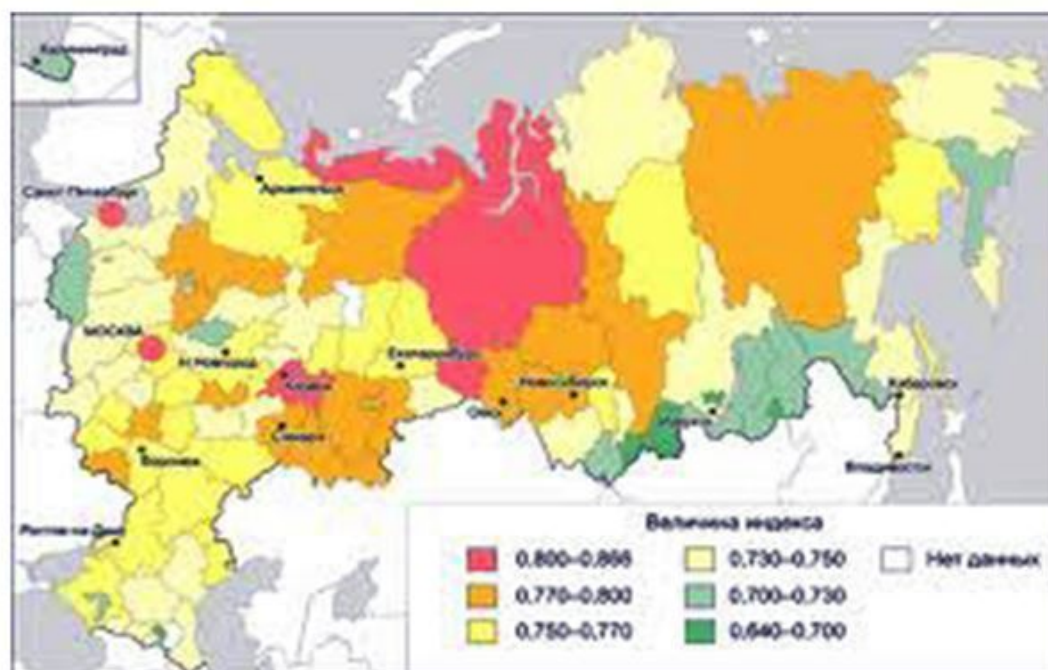 Калининград
Санкт-Петербург
Архангельск
МОСКВА
Н.Новгород
Казань
Екатеринбург
Самара
Омск
Новосибирск
Иркутск
Хабаровск
Воронеж
Владивосток
Ростов-на-Дону
Величина индекса
0,800–0,866
0,770–0,800
0,750–0,770
0,730–0,750
0,700–0,730
0,640–0,700
Нет данных